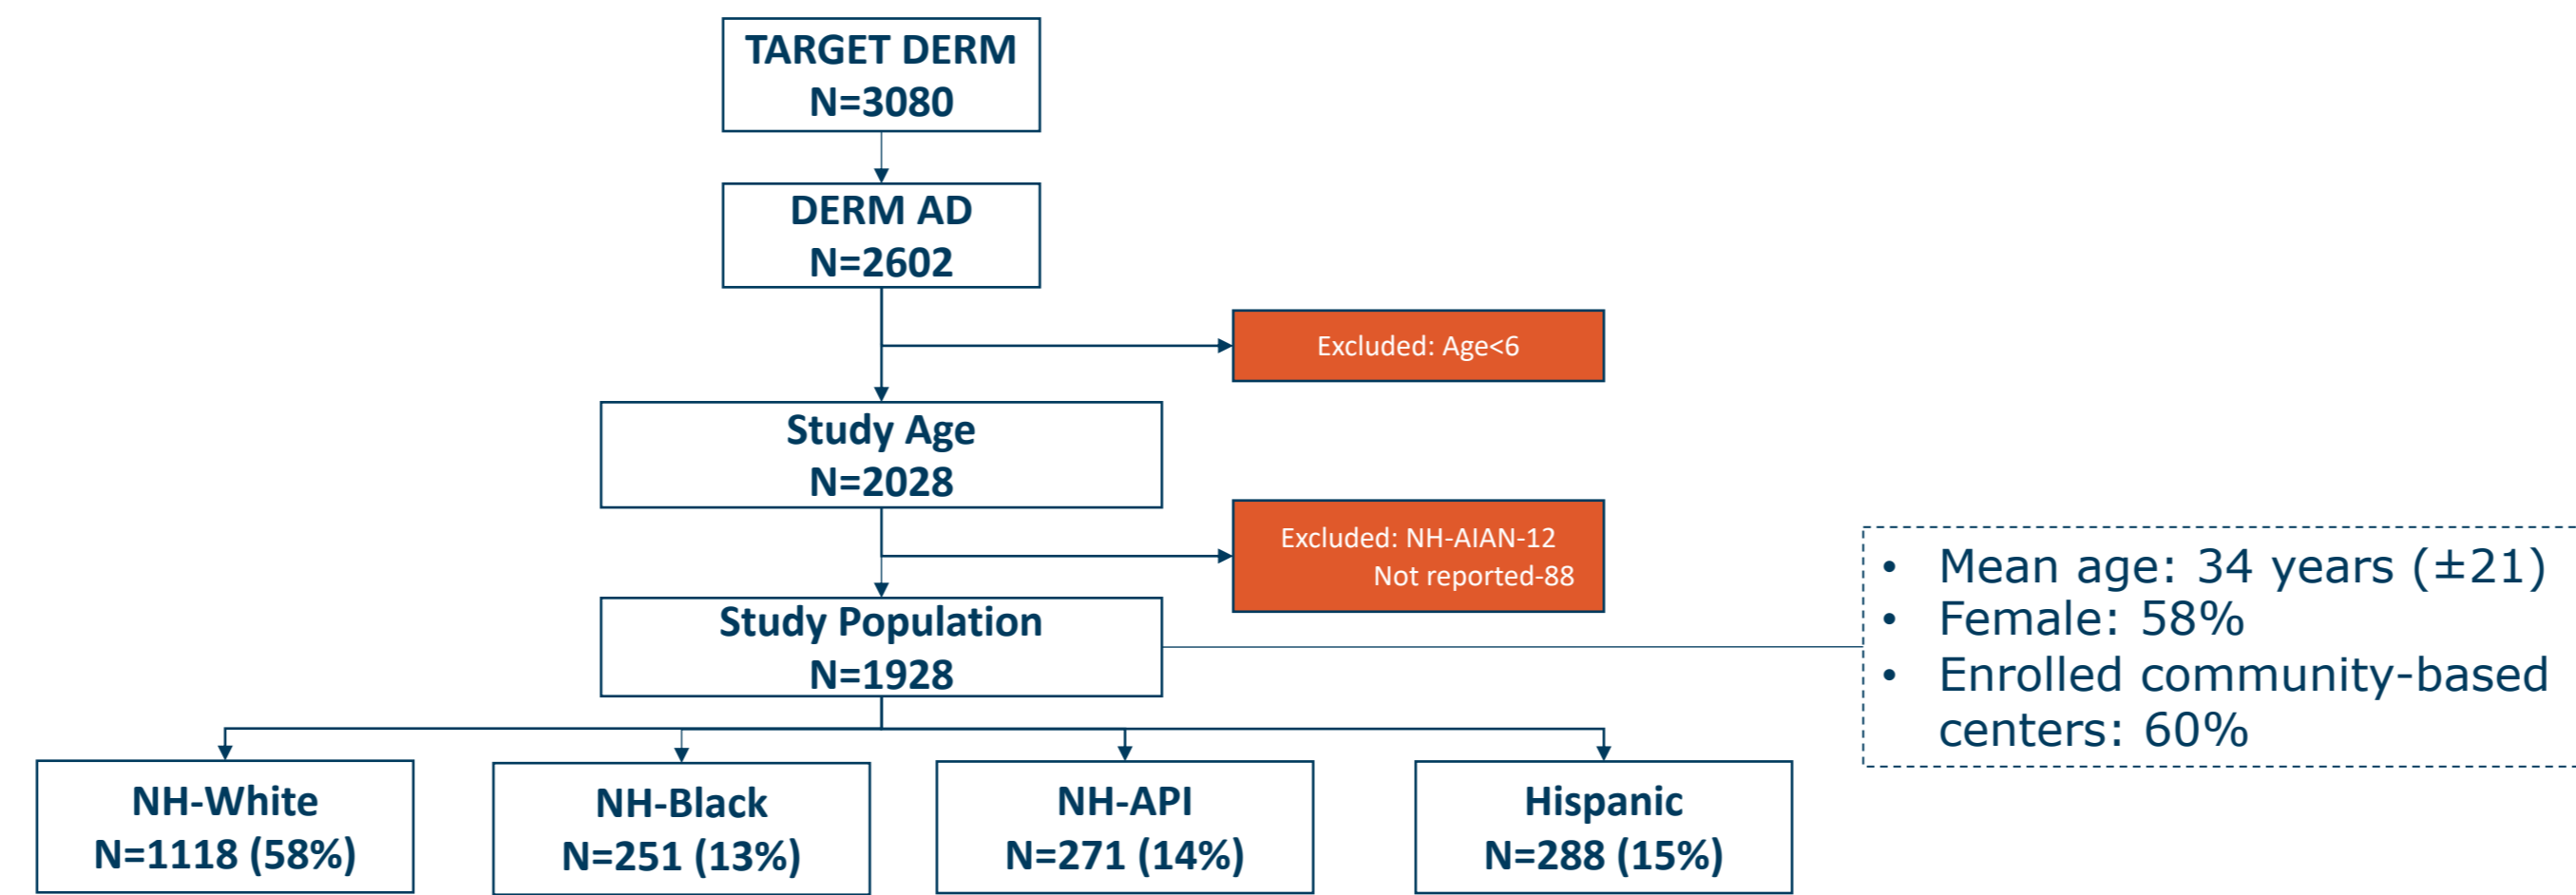 TARGET DERM
N=3080
DERM AD
N=2602
Excluded: Age<6
Study Age
N=2028
Excluded: NH-AIAN-12
Not reported-88
Study Population
N=1928
• Mean age: 34 years (±21)
• Female: 58%
• Enrolled community-based
centers: 60%
NH-White
N=1118 (58%)
NH-Black
N=251 (13%)
NH-API
N=271 (14%)
Hispanic
N=288 (15%)